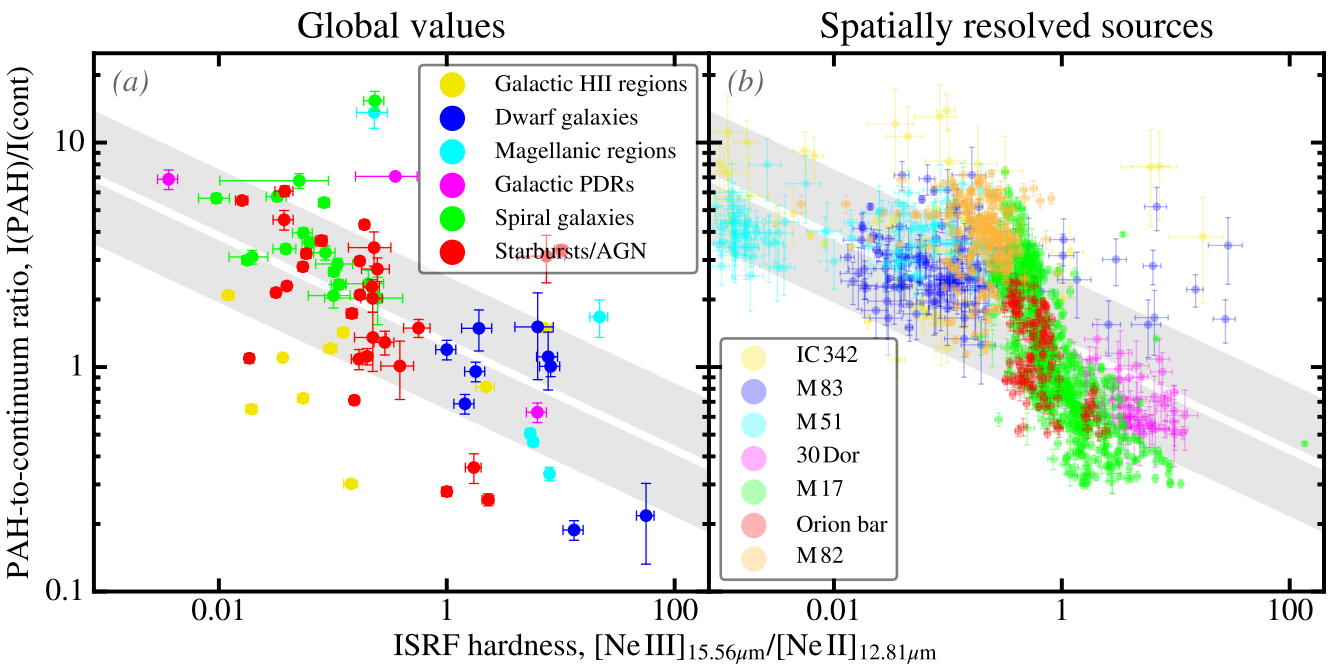 Global values
Spatially resolved sources
PAH-to-continuum ratio, I(PAH)/I(cont)
(a)
Galactic HII regions
Dwarf galaxies
Magellanic regions
Galactic PDRs
Spiral galaxies
Starbursts/AGN
(b)
IC 342
M 83
M 51
30 Dor
M 17
Orion bar
M 82
10
1
0.1
0.01
1
100
0.01
1
100
ISRF hardness, [Ne III]15.56μm/[Ne II]12.81μm